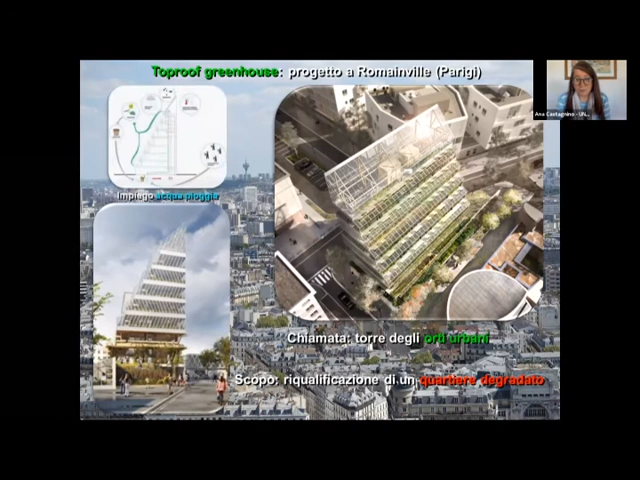 Toproof greenhouse: progetto a Romainville (Parigi)
Ana Castagnino - UN...
Impiego acqua pioggia
Chiamata: torre degli orti urbani
Scopo: riqualificazione di un quartiere degradato